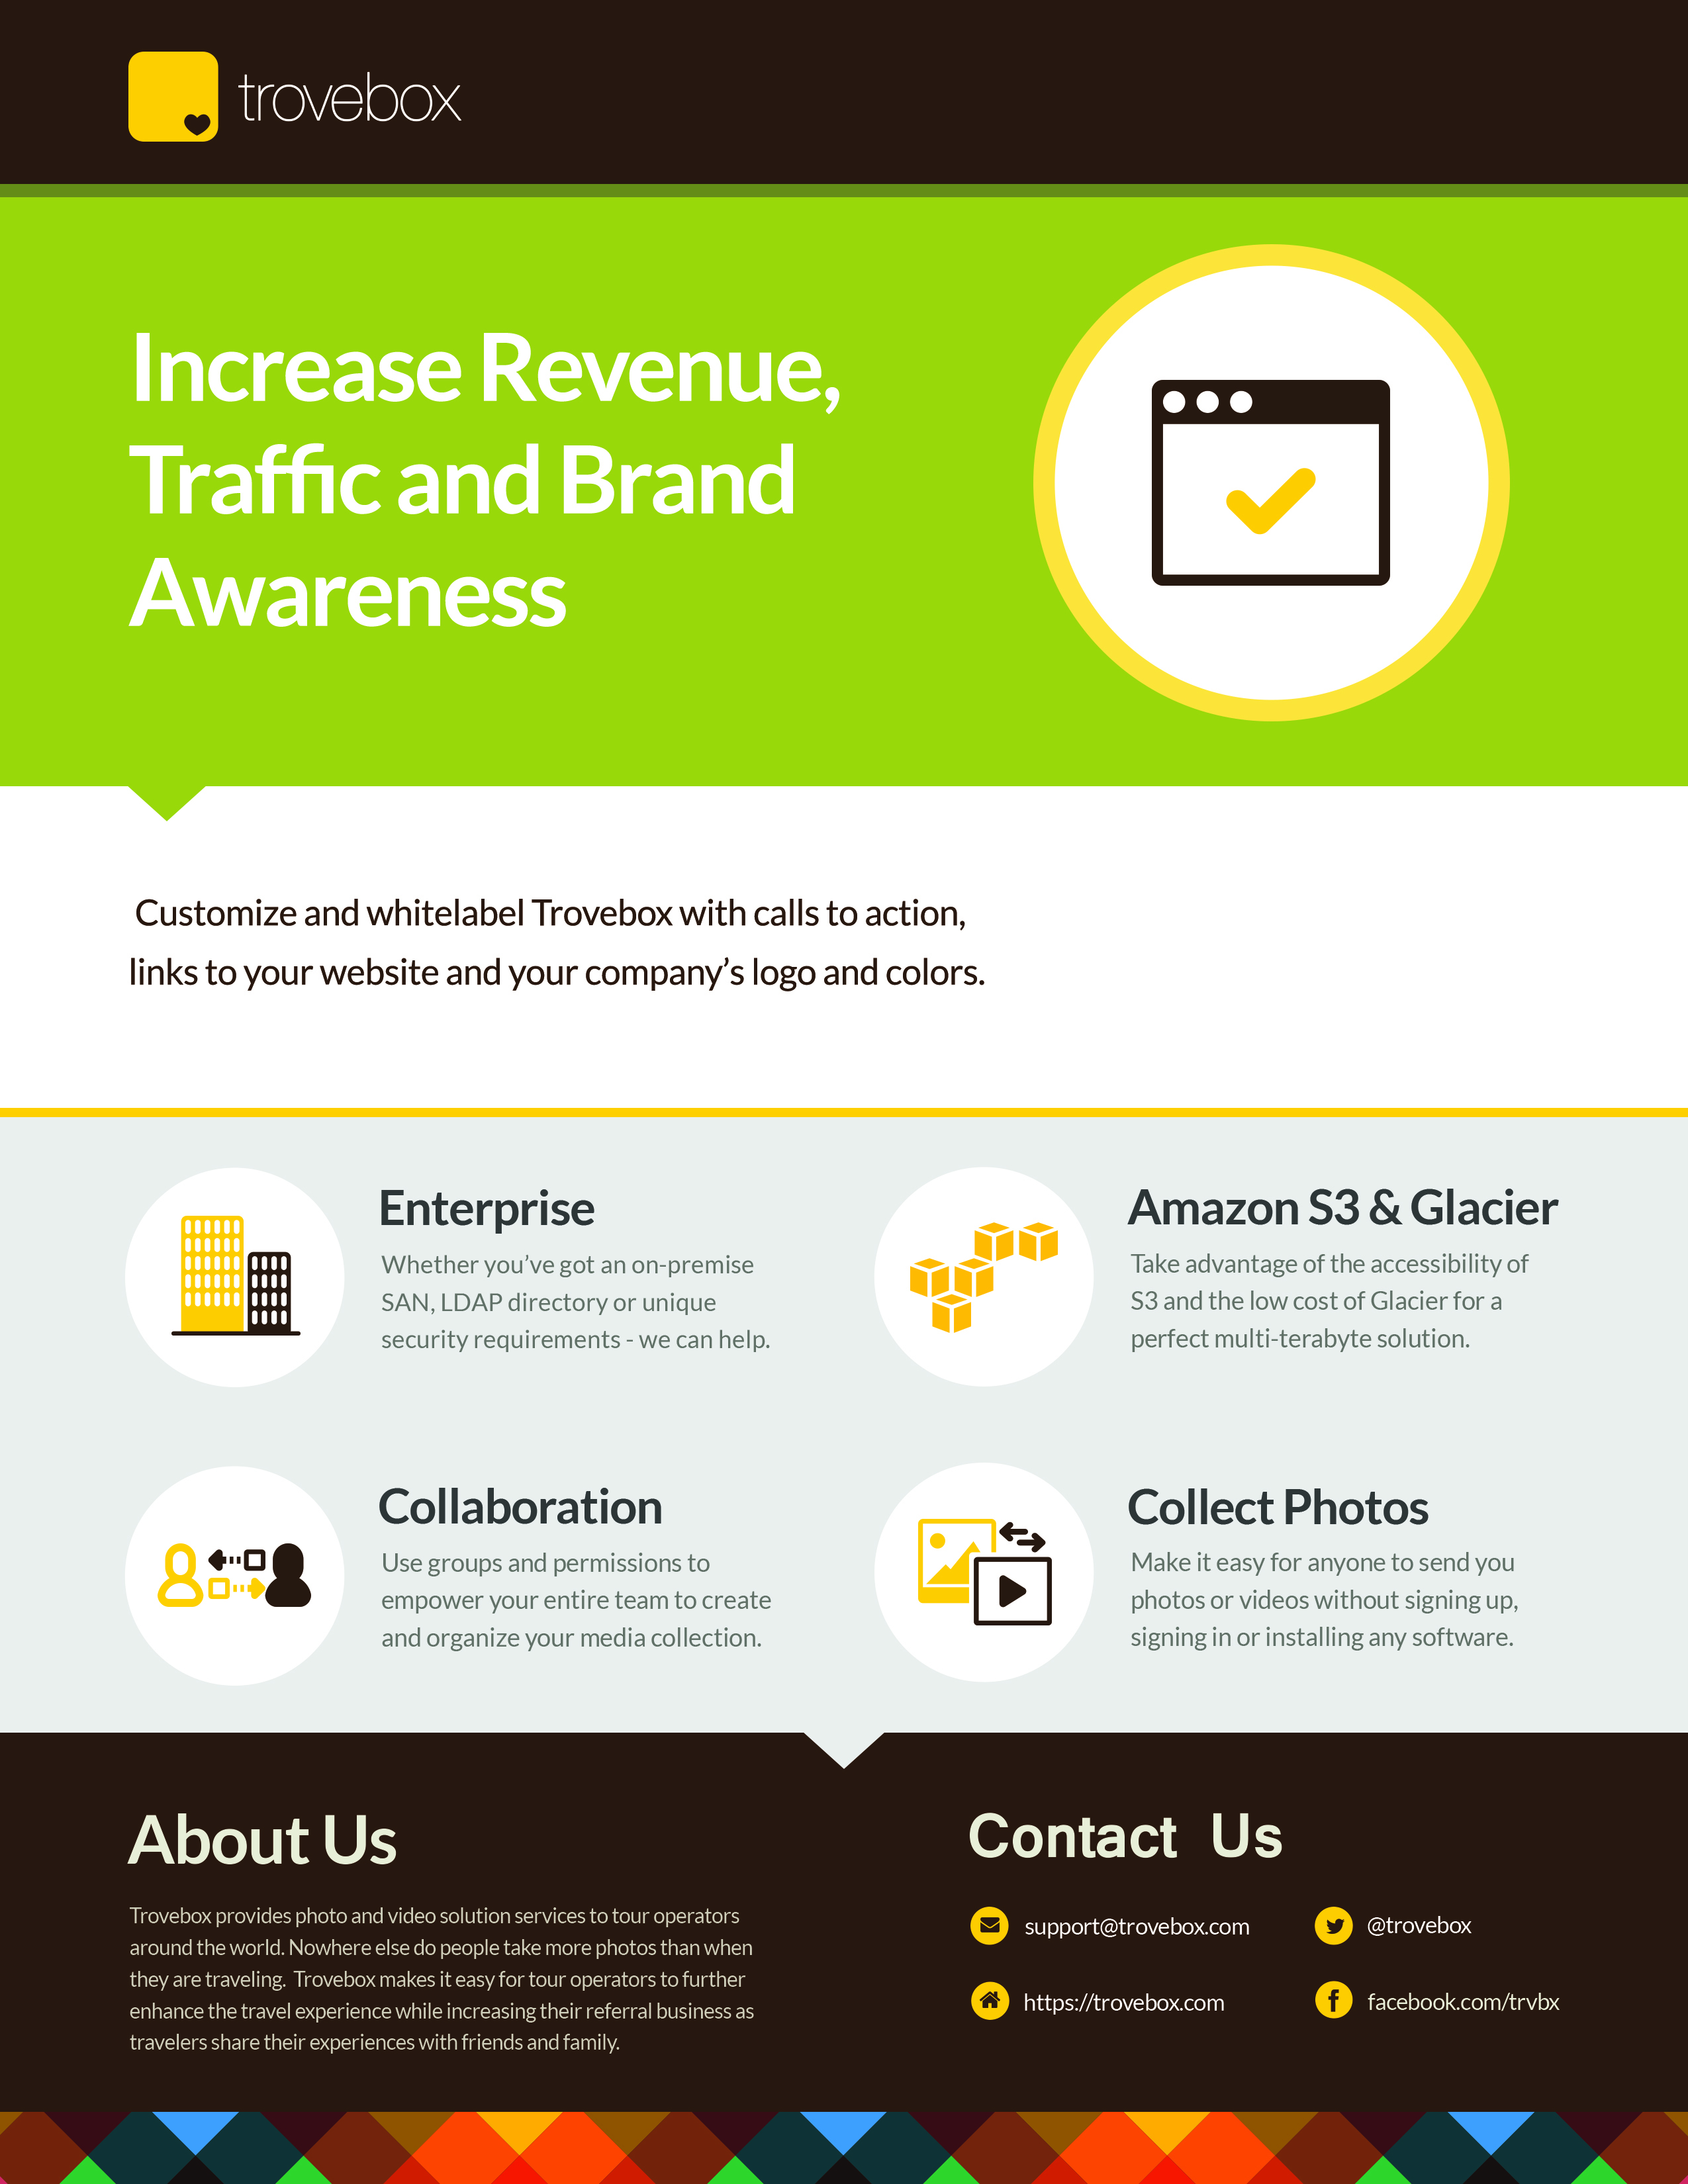 trovebox
Increase Revenue,
Traffic and Brand
Awareness
Customize and whitelabel Trovebox with calls to action,
links to your website and your company’s logo and colors.
Enterprise
Whether you’ve got an on-premise
SAN, LDAP directory or unique
security requirements - we can help.
Amazon S3 & Glacier
Take advantage of the accessibility of
S3 and the low cost of Glacier for a
perfect multi-terabyte solution.
Collaboration
Use groups and permissions to
empower your entire team to create
and organize your media collection.
Collect Photos
Make it easy for anyone to send you
photos or videos without signing up,
signing in or installing any software.
About Us
Trovebox provides photo and video solution services to tour operators
around the world. Nowhere else do people take more photos than when
they are traveling.  Trovebox makes it easy for tour operators to further
enhance the travel experience while increasing their referral business as
travelers share their experiences with friends and family.
Contact Us
support@trovebox.com
@trovebox
https://trovebox.com
facebook.com/trvbx